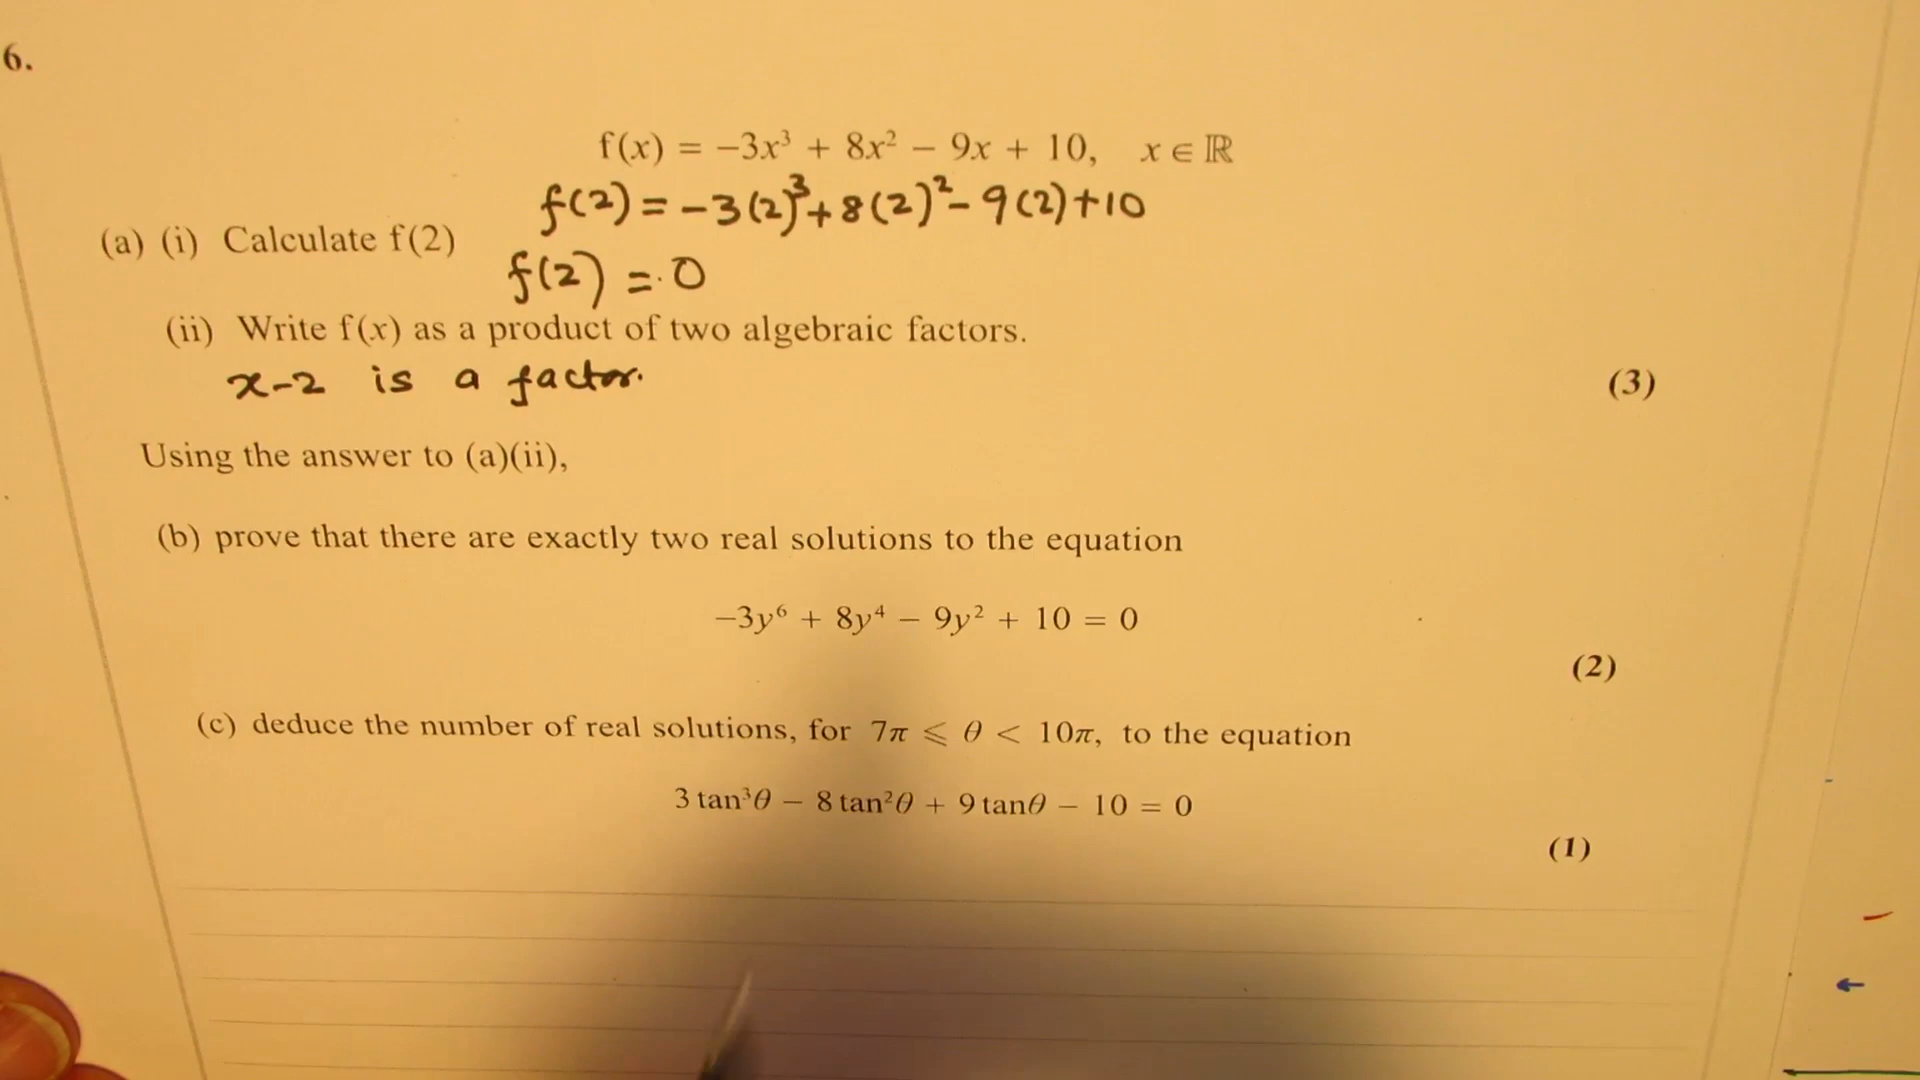 6.
f(x) = −3x³ + 8x² − 9x + 10, x ∈ ℝ
f(2) = −3(2)³ + 8(2)² − 9(2) + 10
(a) (i) Calculate f(2)
f(2) = 0
(ii) Write f(x) as a product of two algebraic factors.
x−2 is a factor.
(3)
Using the answer to (a)(ii),
(b) prove that there are exactly two real solutions to the equation
−3y⁶ + 8y⁴ − 9y² + 10 = 0
(2)
(c) deduce the number of real solutions, for 7π ⩽ θ < 10π, to the equation
3 tan³θ − 8 tan²θ + 9 tanθ − 10 = 0
(1)